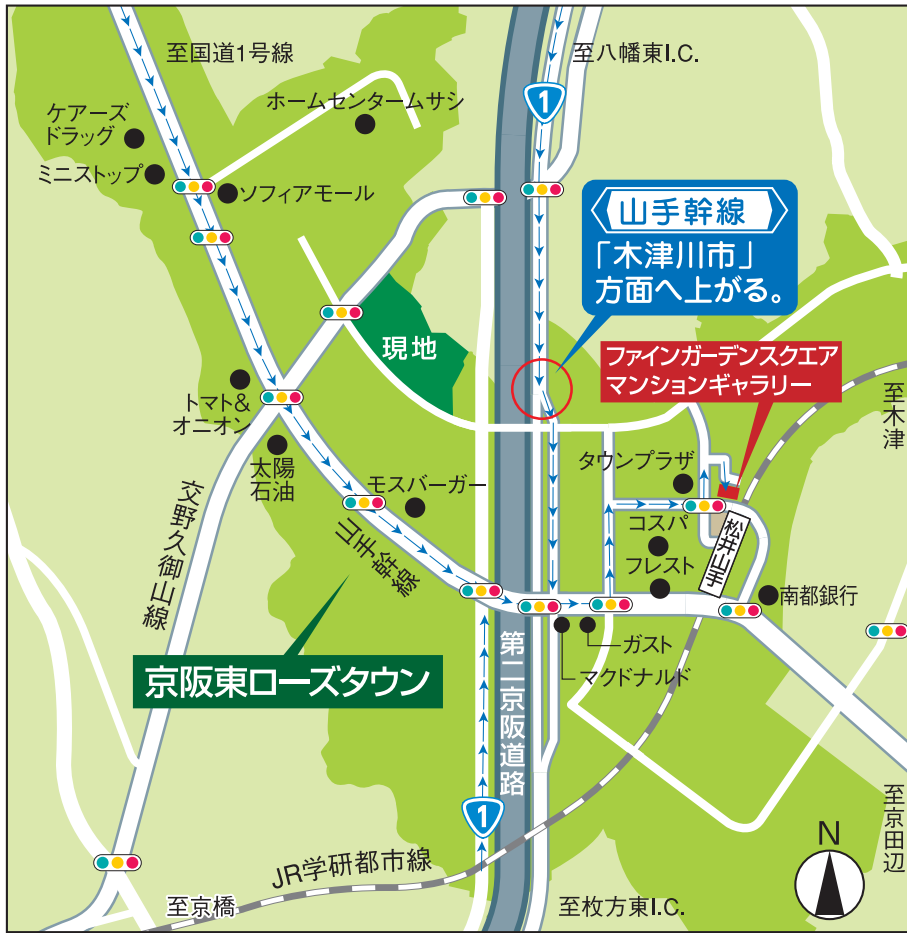 至国道1号線
至八幡東I.C.
ケアーズ
ドラッグ
ホームセンタームサシ
1
ミニストップ
ソフィアモール
山手幹線
「木津川市」
方面へ上がる。
現地
ファインガーデンスクエア
マンションギャラリー
至木津
トマト&
オニオン
太陽
石油
モスバーガー
タウンプラザ
コスパ
フレスト
松井山手
交野久御山線
山手幹線
南都銀行
ガスト
マクドナルド
京阪東ローズタウン
第二京阪道路
1
至京田辺
JR学研都市線
N
至京橋
至枚方東I.C.